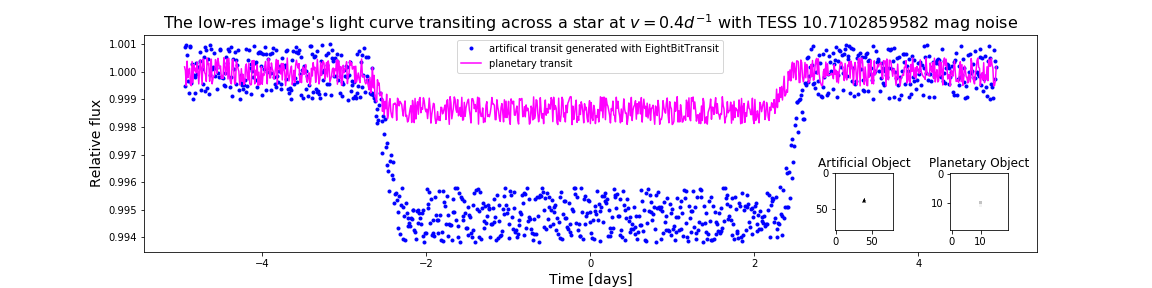 The low-res image's light curve transiting across a star at v = 0.4d⁻¹ with TESS 10.7102859582 mag noise
artifical transit generated with EightBitTransit
planetary transit
1.001
1.000
0.999
0.998
0.997
0.996
0.995
0.994
Relative flux
Artificial Object
0
50
0 50
Planetary Object
0
10
0 10
−4 −2 0 2 4
Time [days]